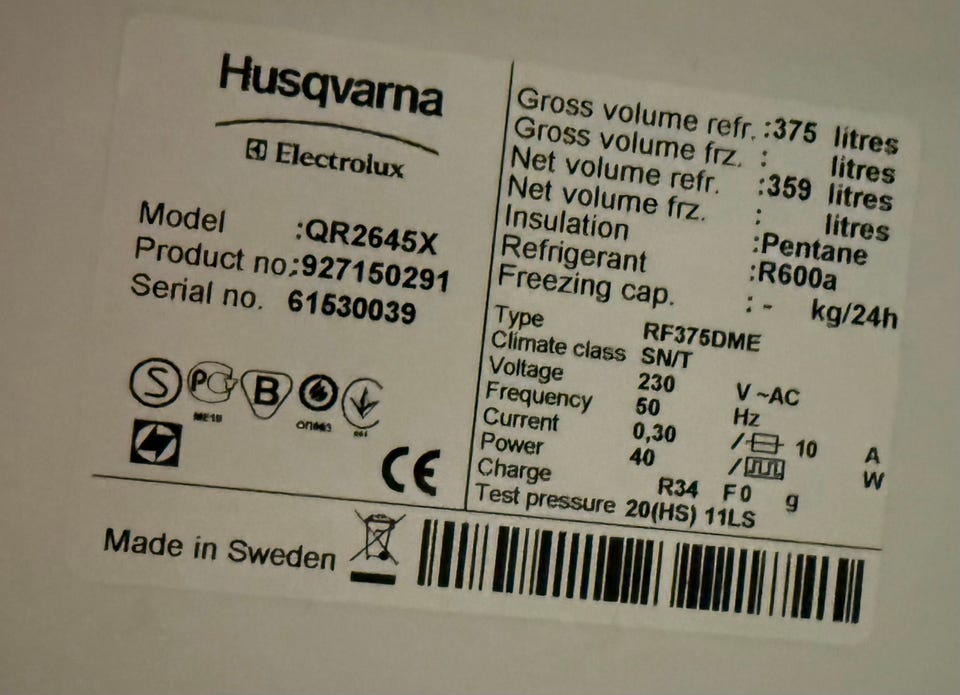 Husqvarna
Electrolux
Model :QR2645X
Product no.:927150291
Serial no. 61530039
S PC B
ME10
CE
Gross volume refr. :375 litres
Gross volume frz. : litres
Net volume refr. :359 litres
Net volume frz. : litres
Insulation :Pentane
Refrigerant :R600a
Freezing cap. : - kg/24h
Type RF375DME
Climate class SN/T
Voltage 230 V ~AC
Frequency 50 Hz
Current 0,30 / 10 A
Power 40 / W
Charge R34 F0 g
Test pressure 20(HS) 11LS
Made in Sweden